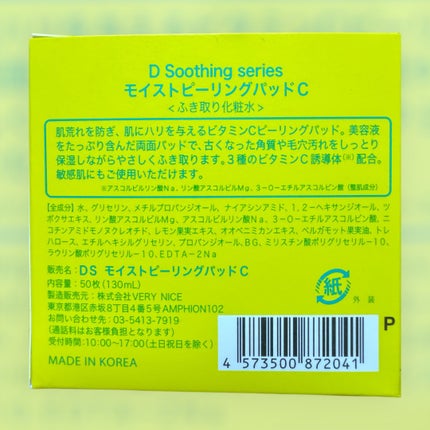 D Soothing series
モイストピーリングパッド C
＜ふき取り化粧水＞
肌荒れを防ぎ、肌にハリを与えるビタミンCピーリングパッド。美容液
をたっぷり含んだ両面パッドで、古くなった角質や毛穴汚れをしっとり
保湿しながらやさしくふき取ります。3種のビタミンC誘導体(※)配合。
敏感肌にもご使用いただけます。
※アスコルビルリン酸Na、リン酸アスコルビルMg、3-O-エチルアスコルビン酸（整肌成分）
[全成分] 水、グリセリン、メチルプロパンジオール、ナイアシンアミド、1,2-ヘキサンジオール、ツ
ボクサエキス、リン酸アスコルビルMg、アスコルビルリン酸Na、3-O-エチルアスコルビン酸、ニ
コチンアミドモノヌクレオチド、レモン果実エキス、オオベニミカンエキス、ベルガモット果実油、トレ
ハロース、エチルヘキシルグリセリン、プロパンジオール、BG、ミリスチン酸ポリグリセリル-10、
ラウリン酸ポリグリセリル-10、EDTA-2Na
販売名：DS モイストピーリングパッド C
内容量：50枚(130mL)
製造販売元：株式会社VERY NICE
東京都港区赤坂8丁目4番5号AMPHION102
お問い合わせ先：03-5413-7919
(通話料はお客様負担となります)
受付時間：10:00〜17:00(土日祝日を除く)
MADE IN KOREA
紙
外 装
P
4 573500 872041 >